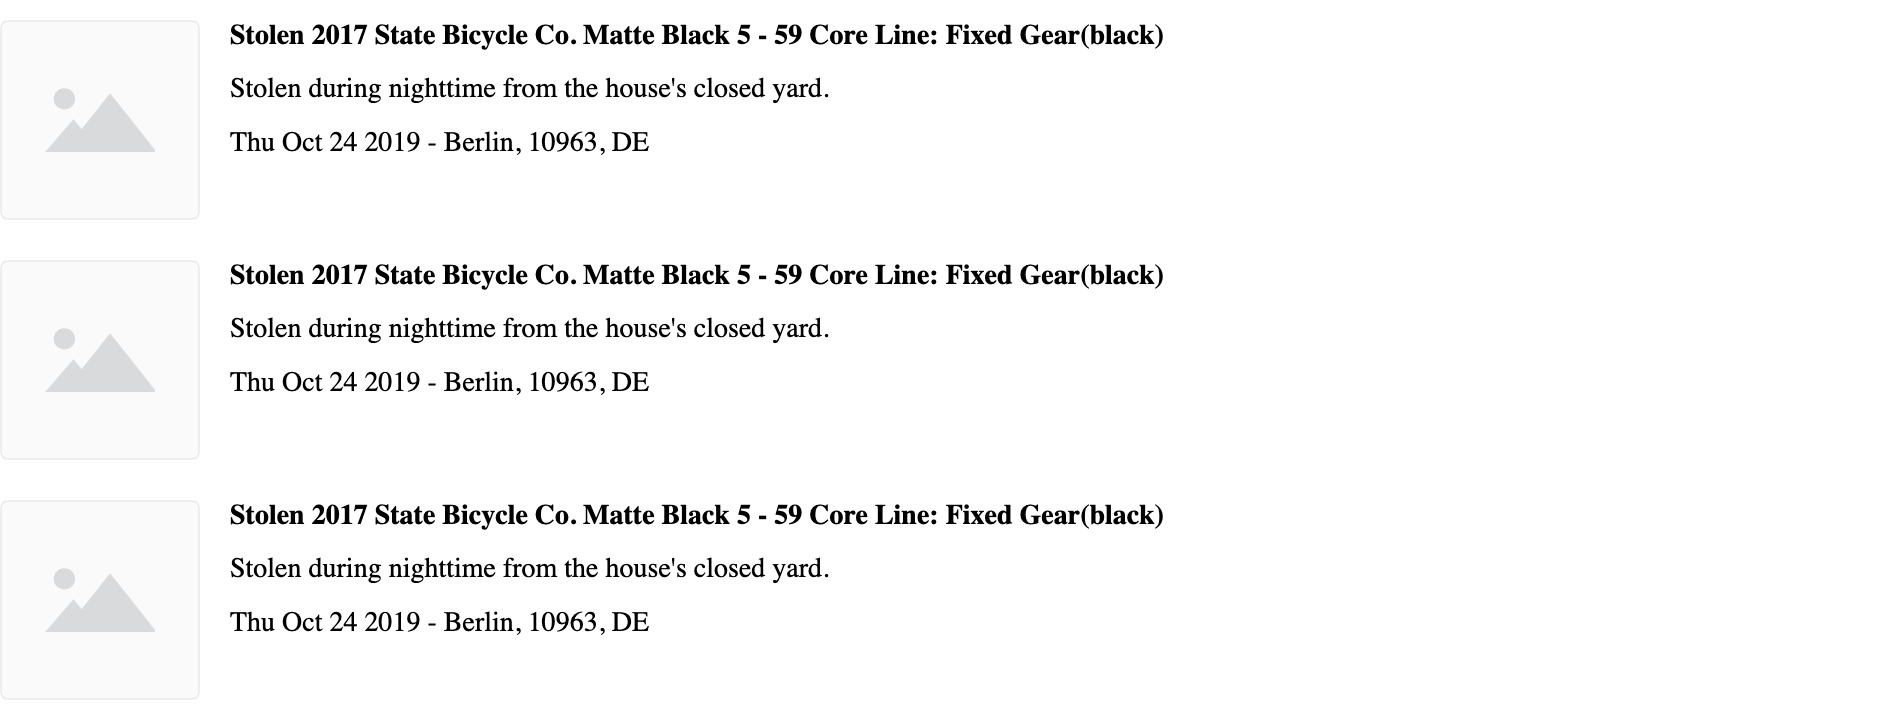 Stolen 2017 State Bicycle Co. Matte Black 5 - 59 Core Line: Fixed Gear(black)
Stolen during nighttime from the house's closed yard.
Thu Oct 24 2019 - Berlin, 10963, DE
Stolen 2017 State Bicycle Co. Matte Black 5 - 59 Core Line: Fixed Gear(black)
Stolen during nighttime from the house's closed yard.
Thu Oct 24 2019 - Berlin, 10963, DE
Stolen 2017 State Bicycle Co. Matte Black 5 - 59 Core Line: Fixed Gear(black)
Stolen during nighttime from the house's closed yard.
Thu Oct 24 2019 - Berlin, 10963, DE